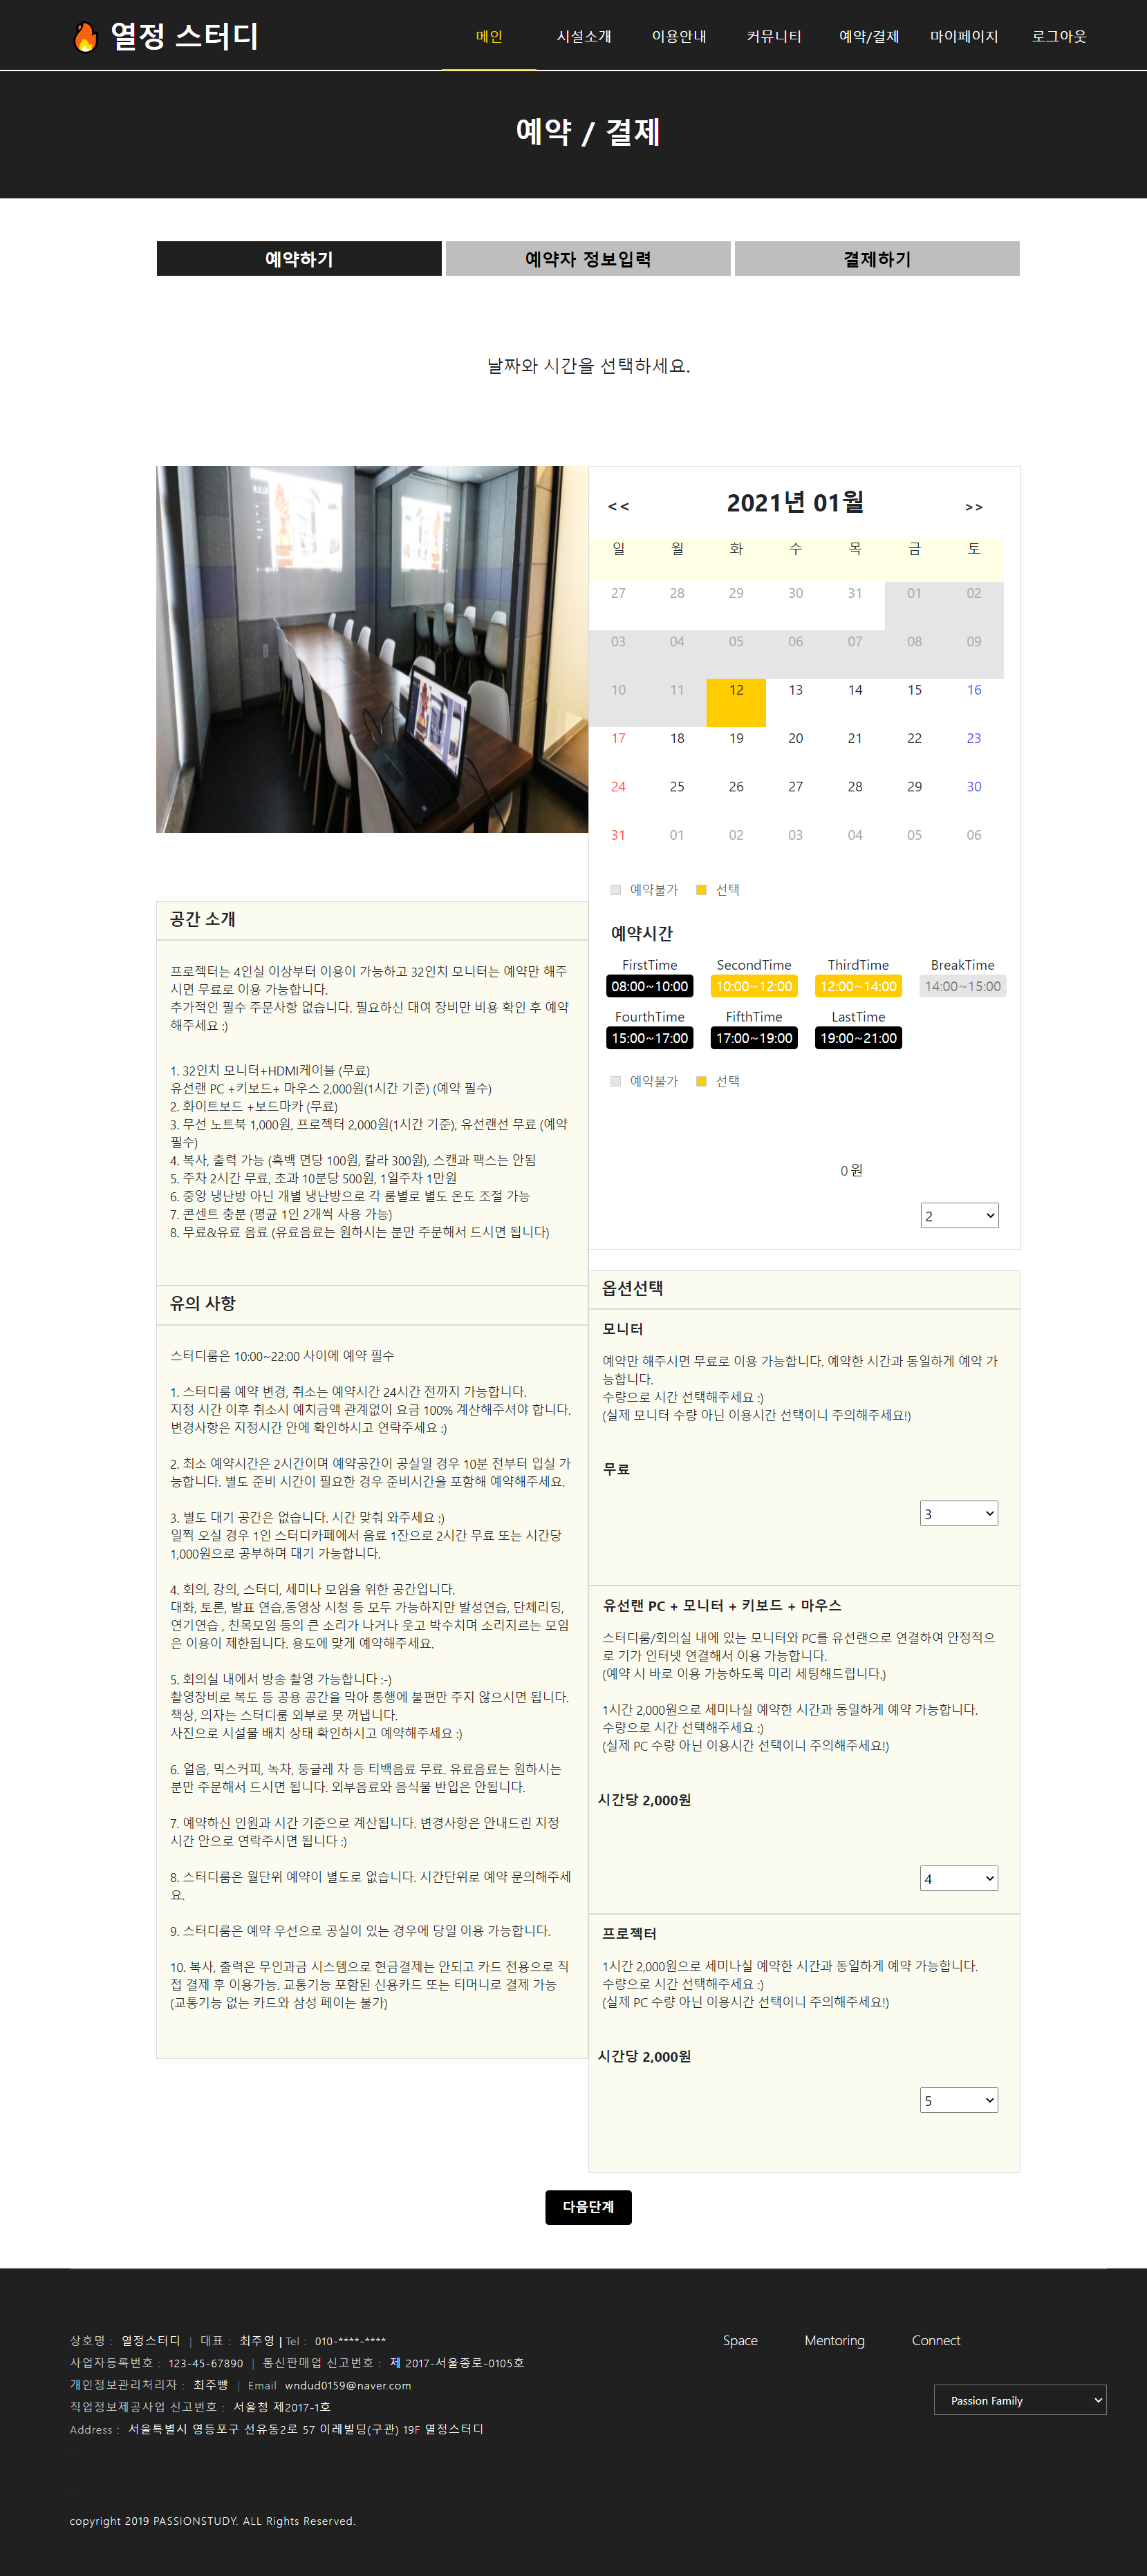 열정 스터디
메인 시설소개 이용안내 커뮤니티 예약/결제 마이페이지 로그아웃
예약 / 결제
예약하기 예약자 정보입력 결제하기
날짜와 시간을 선택하세요.
<< 2021년 01월 >>
일 월 화 수 목 금 토
27 28 29 30 31 01 02
03 04 05 06 07 08 09
10 11 12 13 14 15 16
17 18 19 20 21 22 23
24 25 26 27 28 29 30
31 01 02 03 04 05 06
예약불가 선택
예약시간
FirstTime SecondTime ThirdTime BreakTime
08:00~10:00 10:00~12:00 12:00~14:00 14:00~15:00
FourthTime FifthTime LastTime
15:00~17:00 17:00~19:00 19:00~21:00
예약불가 선택
0 원
2
공간 소개
프로젝터는 4인실 이상부터 이용이 가능하고 32인치 모니터는 예약만 해주
시면 무료로 이용 가능합니다.
추가적인 필수 주문사항 없습니다. 필요하신 대여 장비만 비용 확인 후 예약
해주세요 :)
1. 32인치 모니터+HDMI케이블 (무료)
유선랜 PC +키보드+ 마우스 2,000원(1시간 기준) (예약 필수)
2. 화이트보드 +보드마카 (무료)
3. 무선 노트북 1,000원, 프로젝터 2,000원(1시간 기준), 유선랜선 무료 (예약
필수)
4. 복사, 출력 가능 (흑백 면당 100원, 칼라 300원), 스캔과 팩스는 안됨
5. 주차 2시간 무료, 초과 10분당 500원, 1일주차 1만원
6. 중앙 냉난방 아닌 개별 냉난방으로 각 룸별로 별도 온도 조절 가능
7. 콘센트 충분 (평균 1인 2개씩 사용 가능)
8. 무료&유료 음료 (유료음료는 원하시는 분만 주문해서 드시면 됩니다)
유의 사항
스터디룸은 10:00~22:00 사이에 예약 필수
1. 스터디룸 예약 변경, 취소는 예약시간 24시간 전까지 가능합니다.
지정 시간 이후 취소시 예치금액 관계없이 요금 100% 계산해주셔야 합니다.
변경사항은 지정시간 안에 확인하시고 연락주세요 :)
2. 최소 예약시간은 2시간이며 예약공간이 공실일 경우 10분 전부터 입실 가
능합니다. 별도 준비 시간이 필요한 경우 준비시간을 포함해 예약해주세요.
3. 별도 대기 공간은 없습니다. 시간 맞춰 와주세요 :)
일찍 오실 경우 1인 스터디카페에서 음료 1잔으로 2시간 무료 또는 시간당
1,000원으로 공부하며 대기 가능합니다.
4. 회의, 강의, 스터디, 세미나 모임을 위한 공간입니다.
대화, 토론, 발표 연습,동영상 시청 등 모두 가능하지만 발성연습, 단체리딩,
연기연습 , 친목모임 등의 큰 소리가 나거나 웃고 박수치며 소리지르는 모임
은 이용이 제한됩니다. 용도에 맞게 예약해주세요.
5. 회의실 내에서 방송 촬영 가능합니다 :-)
촬영장비로 복도 등 공용 공간을 막아 통행에 불편만 주지 않으시면 됩니다.
책상, 의자는 스터디룸 외부로 못 꺼냅니다.
사진으로 시설물 배치 상태 확인하시고 예약해주세요 :)
6. 얼음, 믹스커피, 녹차, 둥글레 차 등 티백음료 무료. 유료음료는 원하시는
분만 주문해서 드시면 됩니다. 외부음료와 음식물 반입은 안됩니다.
7. 예약하신 인원과 시간 기준으로 계산됩니다. 변경사항은 안내드린 지정
시간 안으로 연락주시면 됩니다 :)
8. 스터디룸은 월단위 예약이 별도로 없습니다. 시간단위로 예약 문의해주세
요.
9. 스터디룸은 예약 우선으로 공실이 있는 경우에 당일 이용 가능합니다.
10. 복사, 출력은 무인과금 시스템으로 현금결제는 안되고 카드 전용으로 직
접 결제 후 이용가능. 교통기능 포함된 신용카드 또는 티머니로 결제 가능
(교통기능 없는 카드와 삼성 페이는 불가)
옵션선택
모니터
예약만 해주시면 무료로 이용 가능합니다. 예약한 시간과 동일하게 예약 가
능합니다.
수량으로 시간 선택해주세요 :)
(실제 모니터 수량 아닌 이용시간 선택이니 주의해주세요!)
무료
3
유선랜 PC + 모니터 + 키보드 + 마우스
스터디룸/회의실 내에 있는 모니터와 PC를 유선랜으로 연결하여 안정적으
로 기가 인터넷 연결해서 이용 가능합니다.
(예약 시 바로 이용 가능하도록 미리 세팅해드립니다.)
1시간 2,000원으로 세미나실 예약한 시간과 동일하게 예약 가능합니다.
수량으로 시간 선택해주세요 :)
(실제 PC 수량 아닌 이용시간 선택이니 주의해주세요!)
시간당 2,000원
4
프로젝터
1시간 2,000원으로 세미나실 예약한 시간과 동일하게 예약 가능합니다.
수량으로 시간 선택해주세요 :)
(실제 PC 수량 아닌 이용시간 선택이니 주의해주세요!)
시간당 2,000원
5
다음단계
상호명 : 열정스터디 | 대표 : 최주영 | Tel : 010-****-****
사업자등록번호 : 123-45-67890 | 통신판매업 신고번호 : 제 2017-서울종로-0105호
개인정보관리처리자 : 최주빵 | Email wndud0159@naver.com
직업정보제공사업 신고번호 : 서울청 제2017-1호
Address : 서울특별시 영등포구 선유동2로 57 이레빌딩(구관) 19F 열정스터디
Space Mentoring Connect
Passion Family
copyright 2019 PASSIONSTUDY. ALL Rights Reserved.